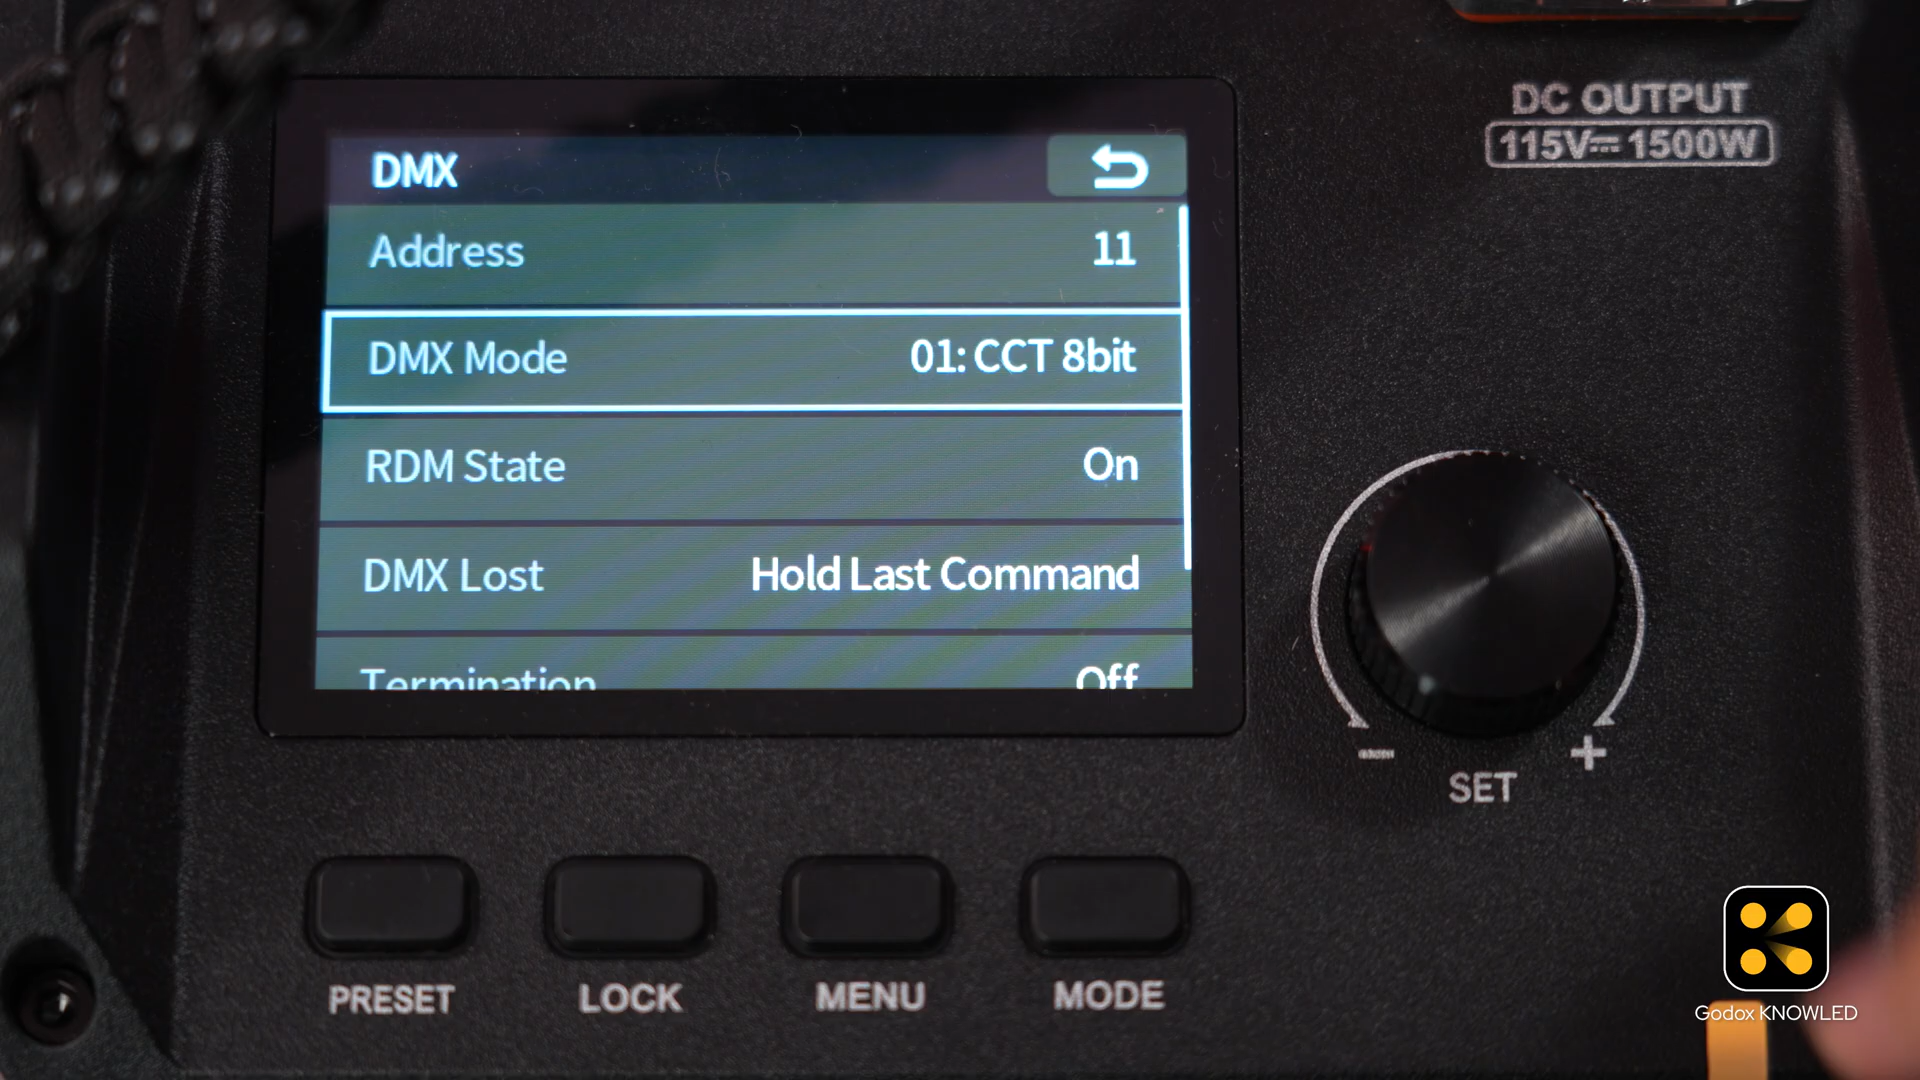 DC OUTPUT
115V⎓1500W
DMX
Address 11
DMX Mode 01: CCT 8bit
RDM State On
DMX Lost Hold Last Command
Termination Off
− +
SET
PRESET LOCK MENU MODE
Godox KNOWLED